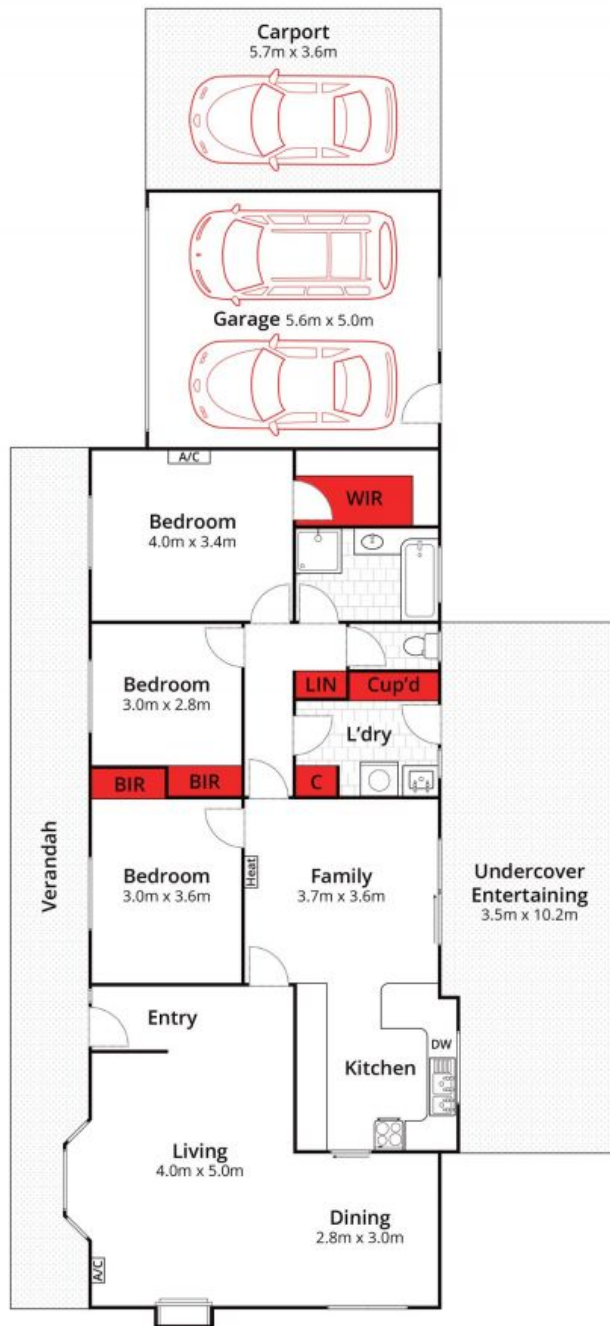 Carport
5.7m x 3.6m
Garage 5.6m x 5.0m
A/C
WIR
Bedroom
4.0m x 3.4m
Bedroom
3.0m x 2.8m
LIN
Cup'd
L'dry
BIR
BIR
C
Verandah
Bedroom
3.0m x 3.6m
Heat
Family
3.7m x 3.6m
Undercover
Entertaining
3.5m x 10.2m
Entry
DW
Kitchen
Living
4.0m x 5.0m
Dining
2.8m x 3.0m
A/C